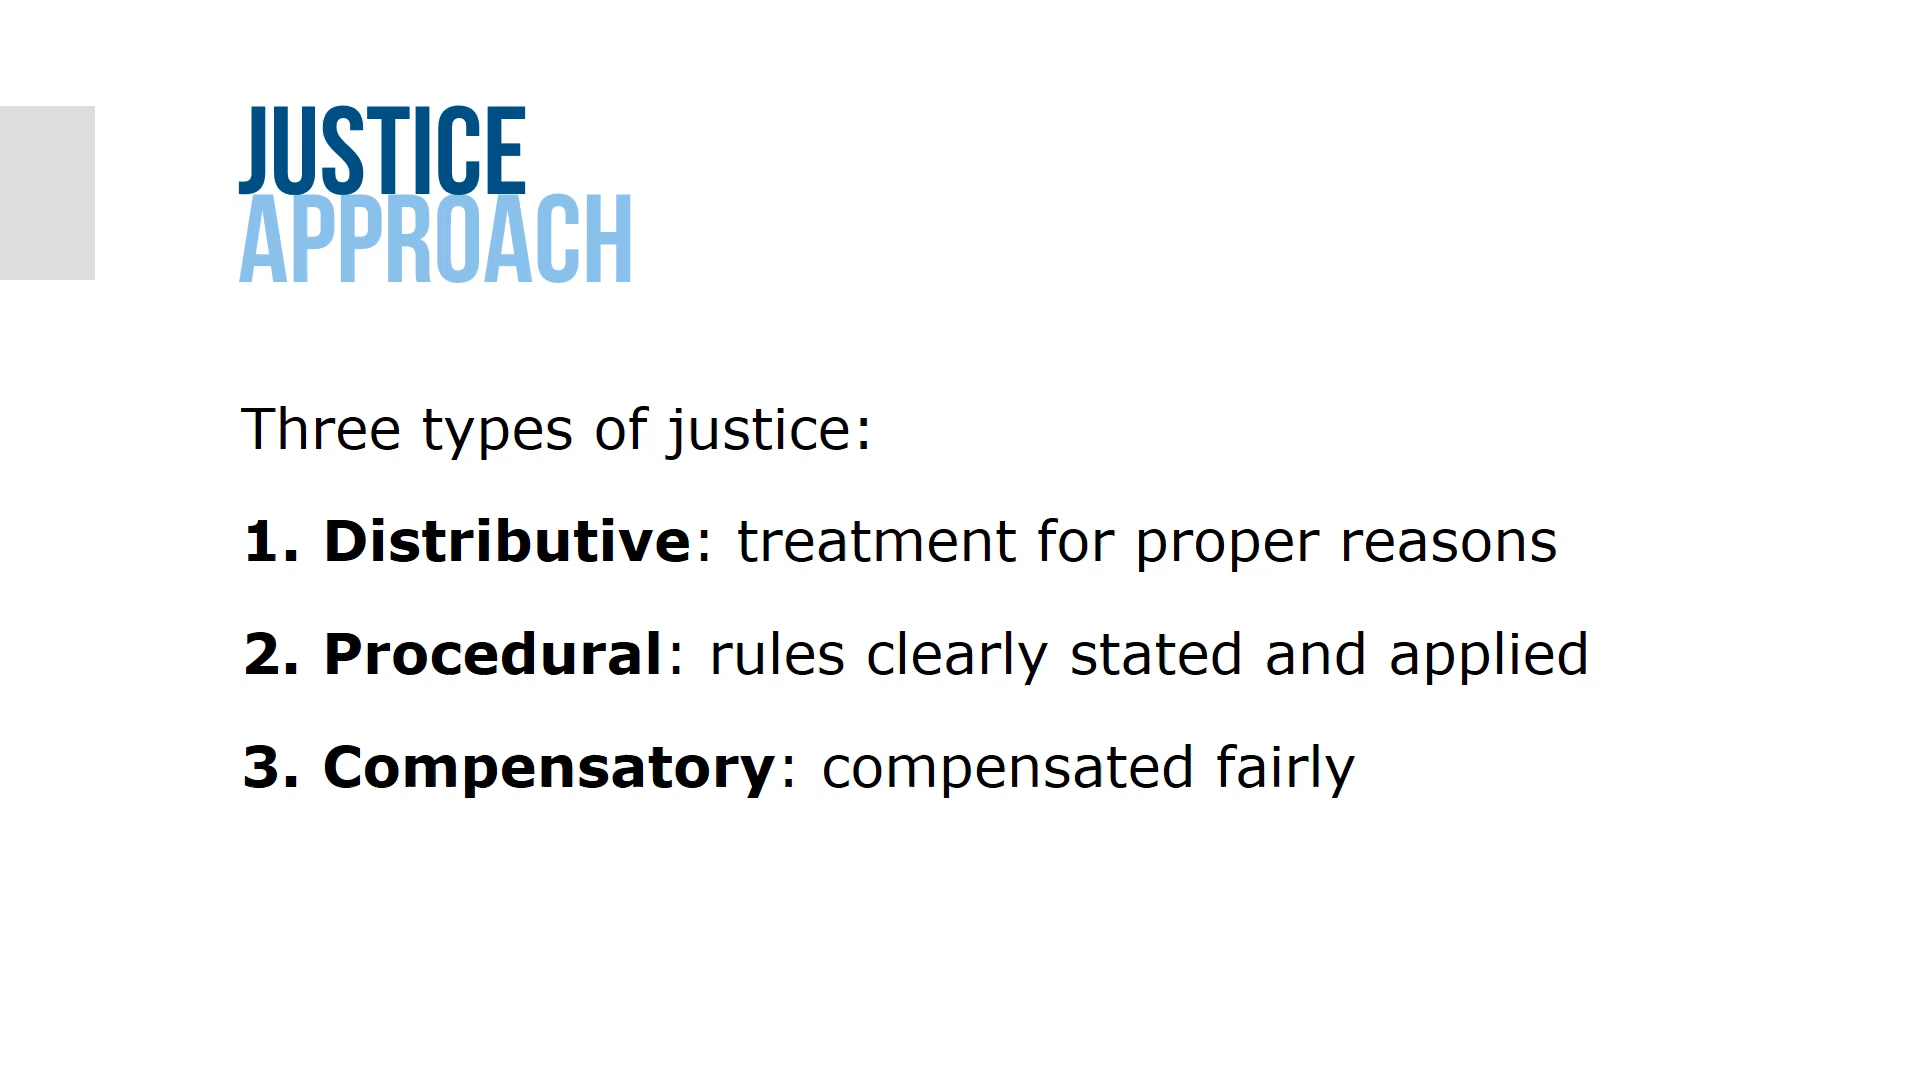 JUSTICE
APPROACH
Three types of justice:
1. Distributive: treatment for proper reasons
2. Procedural: rules clearly stated and applied
3. Compensatory: compensated fairly